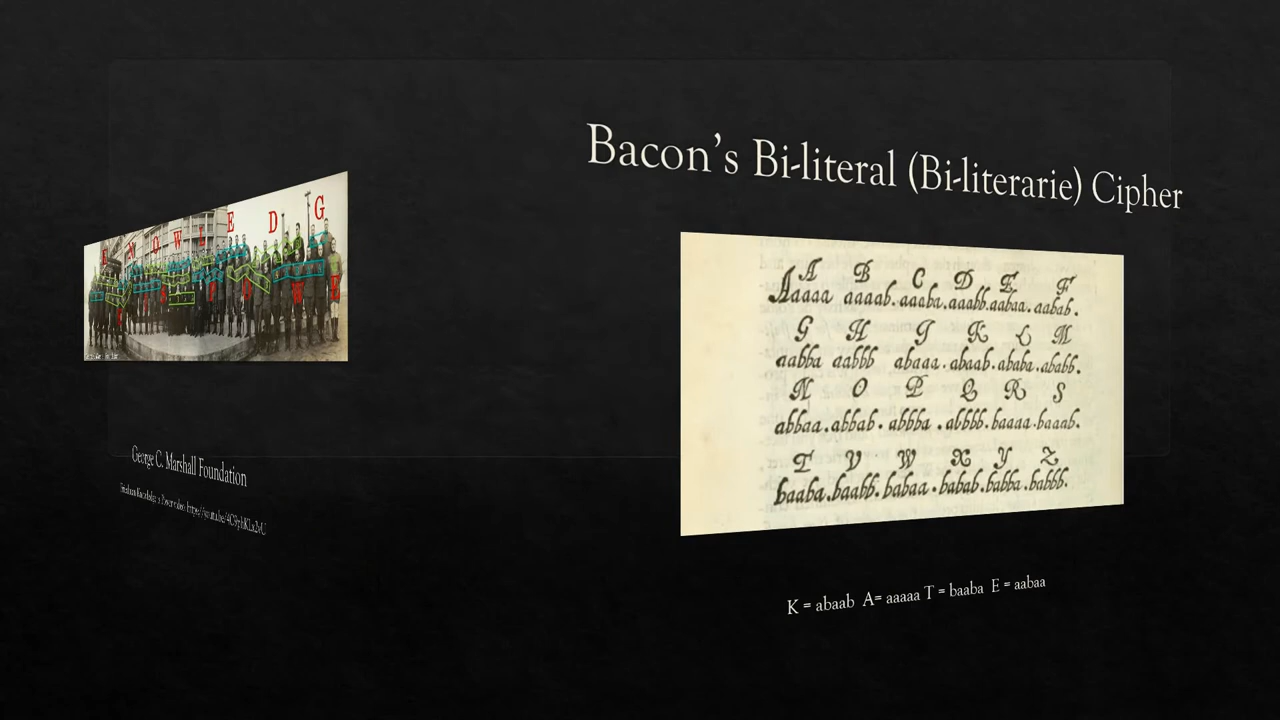 Bacon's Bi-literal (Bi-literarie) Cipher
E N O W L E D G
W E
George C. Marshall Foundation
A B C D E F
Aaaaa aaaab. aaaba. aaabb. aabaa. aabab.
G H I K L M
aabba aabbb abaaa. abaab. ababa. ababb.
N O P Q R S
abbaa. abbab. abbba. abbbb. baaaa. baaab.
T V W X Y Z
baaba. baabb. babaa. babab. babba. babbb.
K = abaab A= aaaaa T = baaba E = aabaa